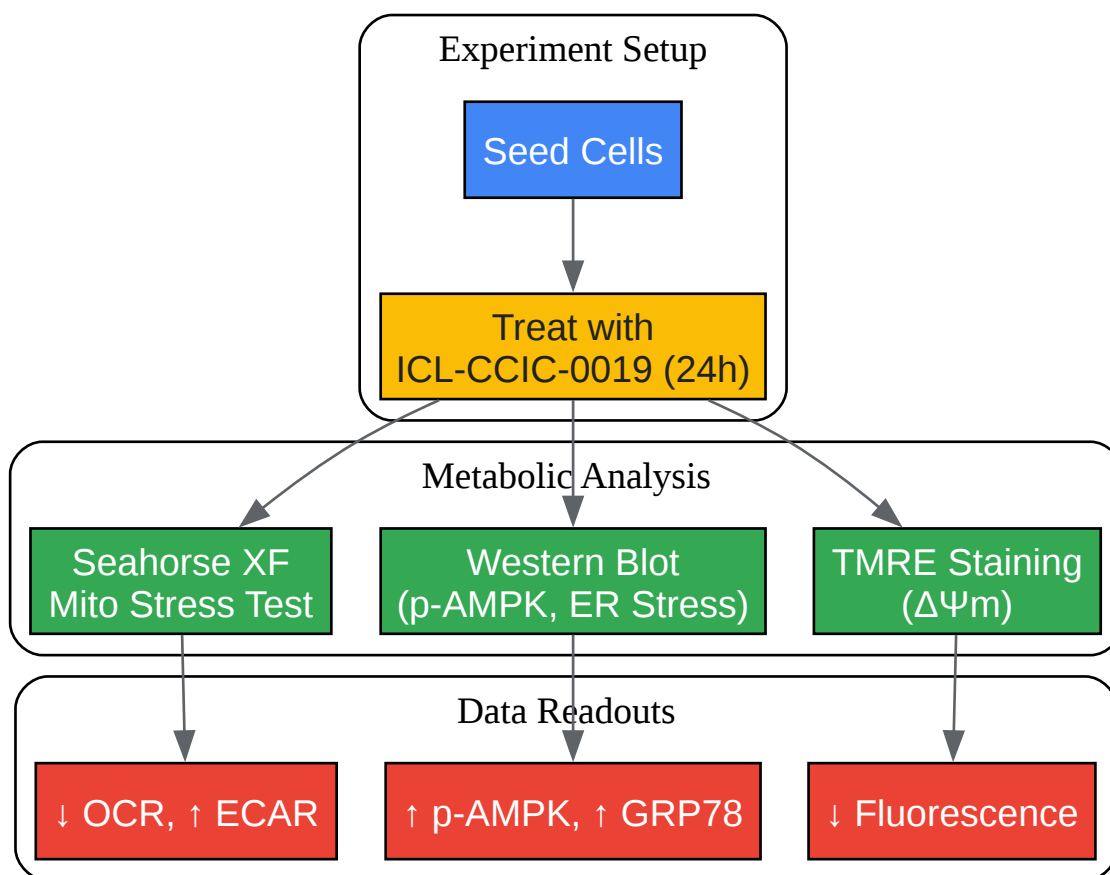 Experiment Setup
Seed Cells
Treat with
ICL-CCIC-0019 (24h)
Metabolic Analysis
Seahorse XF
Mito Stress Test
Western Blot
(p-AMPK, ER Stress)
TMRE Staining
(ΔΨm)
Data Readouts
↓ OCR, ↑ ECAR
↑ p-AMPK, ↑ GRP78
↓ Fluorescence